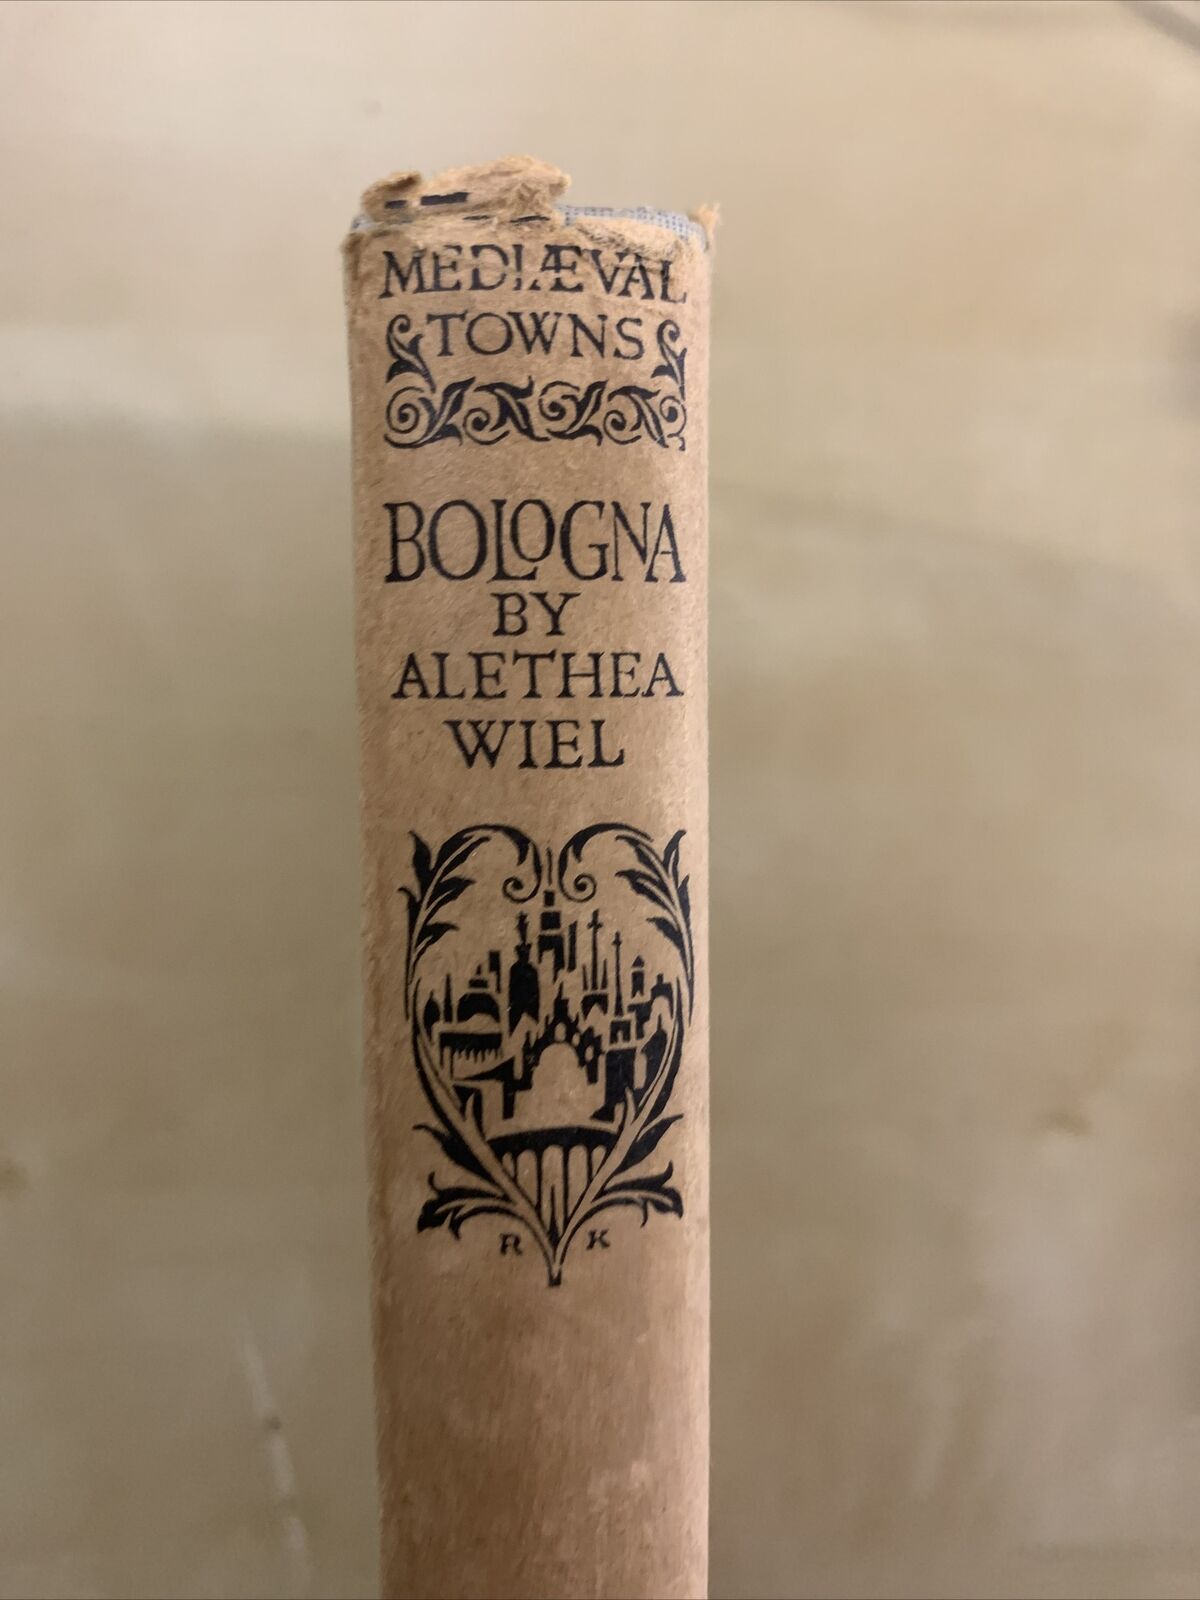 MEDIÆVAL
TOWNS
BOLOGNA
BY
ALETHEA
WIEL
R K